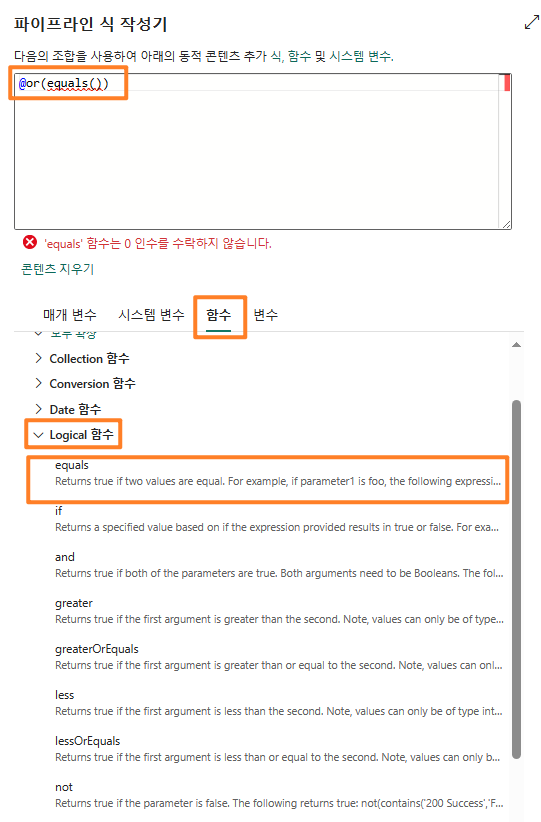 파이프라인 식 작성기
다음의 조합을 사용하여 아래의 동적 콘텐츠 추가 식, 함수 및 시스템 변수.
@or(equals())
'equals' 함수는 0 인수를 수락하지 않습니다.
콘텐츠 지우기
매개 변수 시스템 변수 함수 변수
모두 확장
Collection 함수
Conversion 함수
Date 함수
Logical 함수
equals
Returns true if two values are equal. For example, if parameter1 is foo, the following expressi...
if
Returns a specified value based on if the expression provided results in true or false. For exa...
and
Returns true if both of the parameters are true. Both arguments need to be Booleans. The fol...
greater
Returns true if the first argument is greater than the second. Note, values can only be of type...
greaterOrEquals
Returns true if the first argument is greater than or equal to the second. Note, values can onl...
less
Returns true if the first argument is less than the second. Note, values can only be of type int...
lessOrEquals
Returns true if the first argument is less than or equal to the second. Note, values can only b...
not
Returns true if the parameter is false. The following returns true: not(contains('200 Success','F...